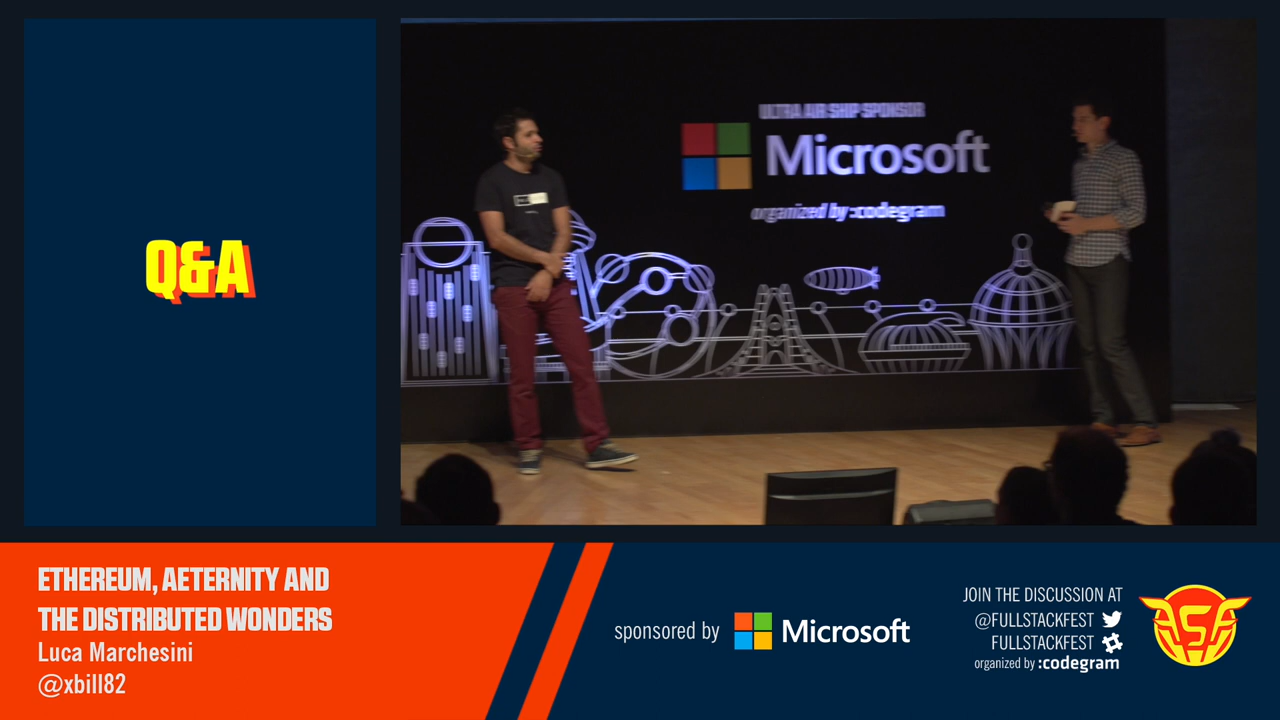 Q&A
ULTRA AIR SHIP SPONSOR
Microsoft
organized by :codegram
ETHEREUM, AETERNITY AND
THE DISTRIBUTED WONDERS
Luca Marchesini
@xbill82
sponsored by Microsoft
JOIN THE DISCUSSION AT
@FULLSTACKFEST
FULLSTACKFEST
organized by :codegram
FSF